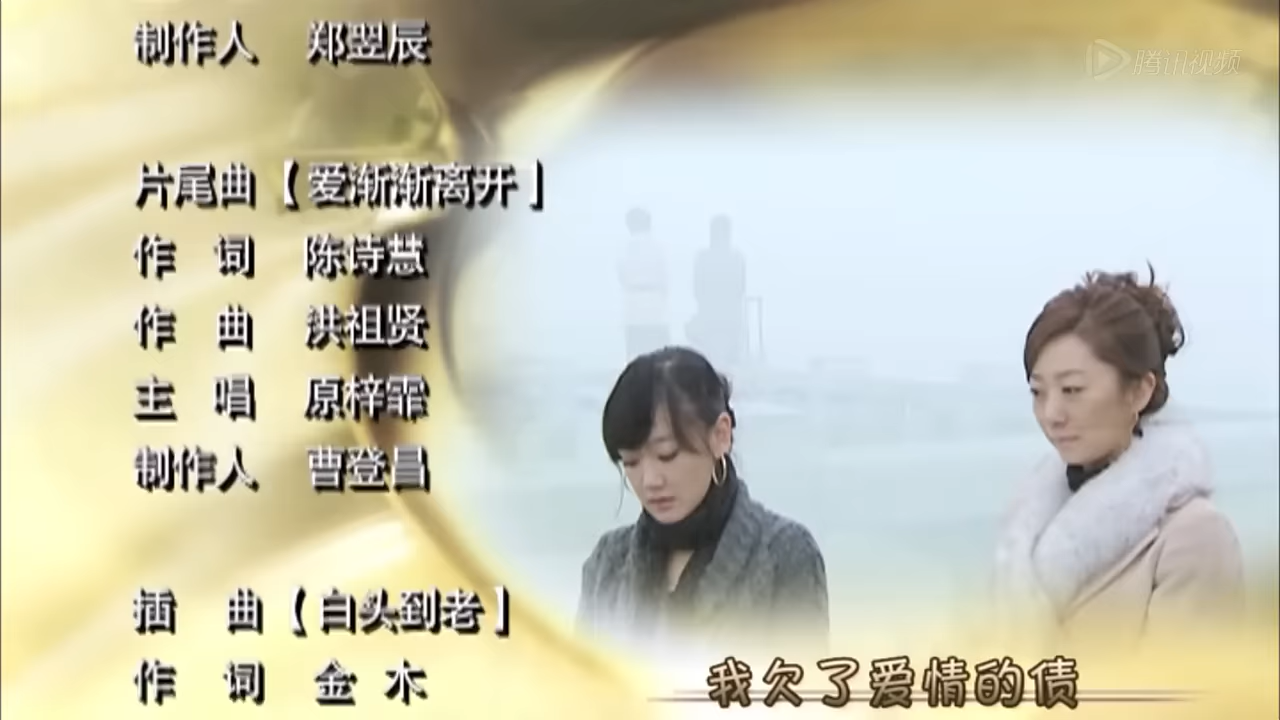 制作人 郑翌辰
腾讯视频
片尾曲【爱渐渐离开】
作 词 陈诗慧
作 曲 洪祖贤
主 唱 原梓霏
制作人 曹登昌
插 曲【白头到老】
作 词 金 木
我欠了爱情的债